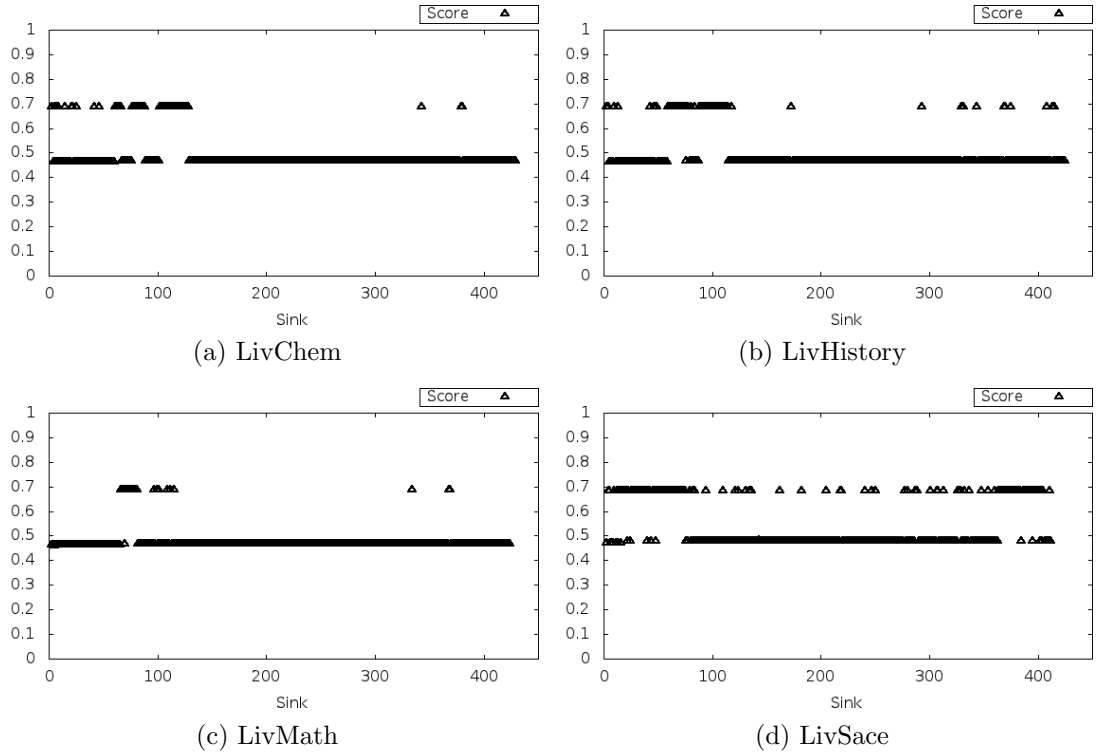 Score Score
1 1
0.9 0.9
0.8 0.8
0.7 0.7
0.6 0.6
0.5 0.5
0.4 0.4
0.3 0.3
0.2 0.2
0.1 0.1
0 0
0 100 200 300 400 0 100 200 300 400
Sink Sink
(a) LivChem (b) LivHistory
Score Score
1 1
0.9 0.9
0.8 0.8
0.7 0.7
0.6 0.6
0.5 0.5
0.4 0.4
0.3 0.3
0.2 0.2
0.1 0.1
0 0
0 100 200 300 400 0 100 200 300 400
Sink Sink
(c) LivMath (d) LivSace